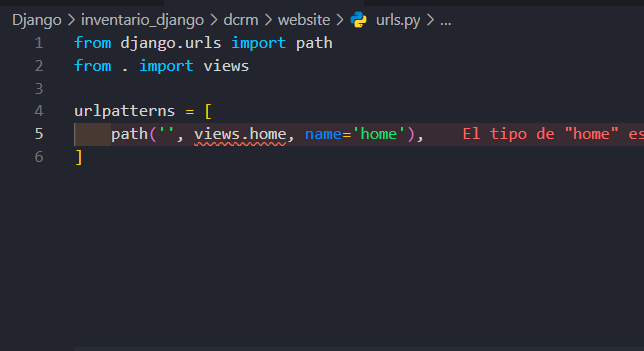 Django > inventario_django > dcrm > website > urls.py > ...
1 from django.urls import path
2 from . import views
3
4 urlpatterns = [
5     path('', views.home, name='home'),    El tipo de "home" es
6 ]